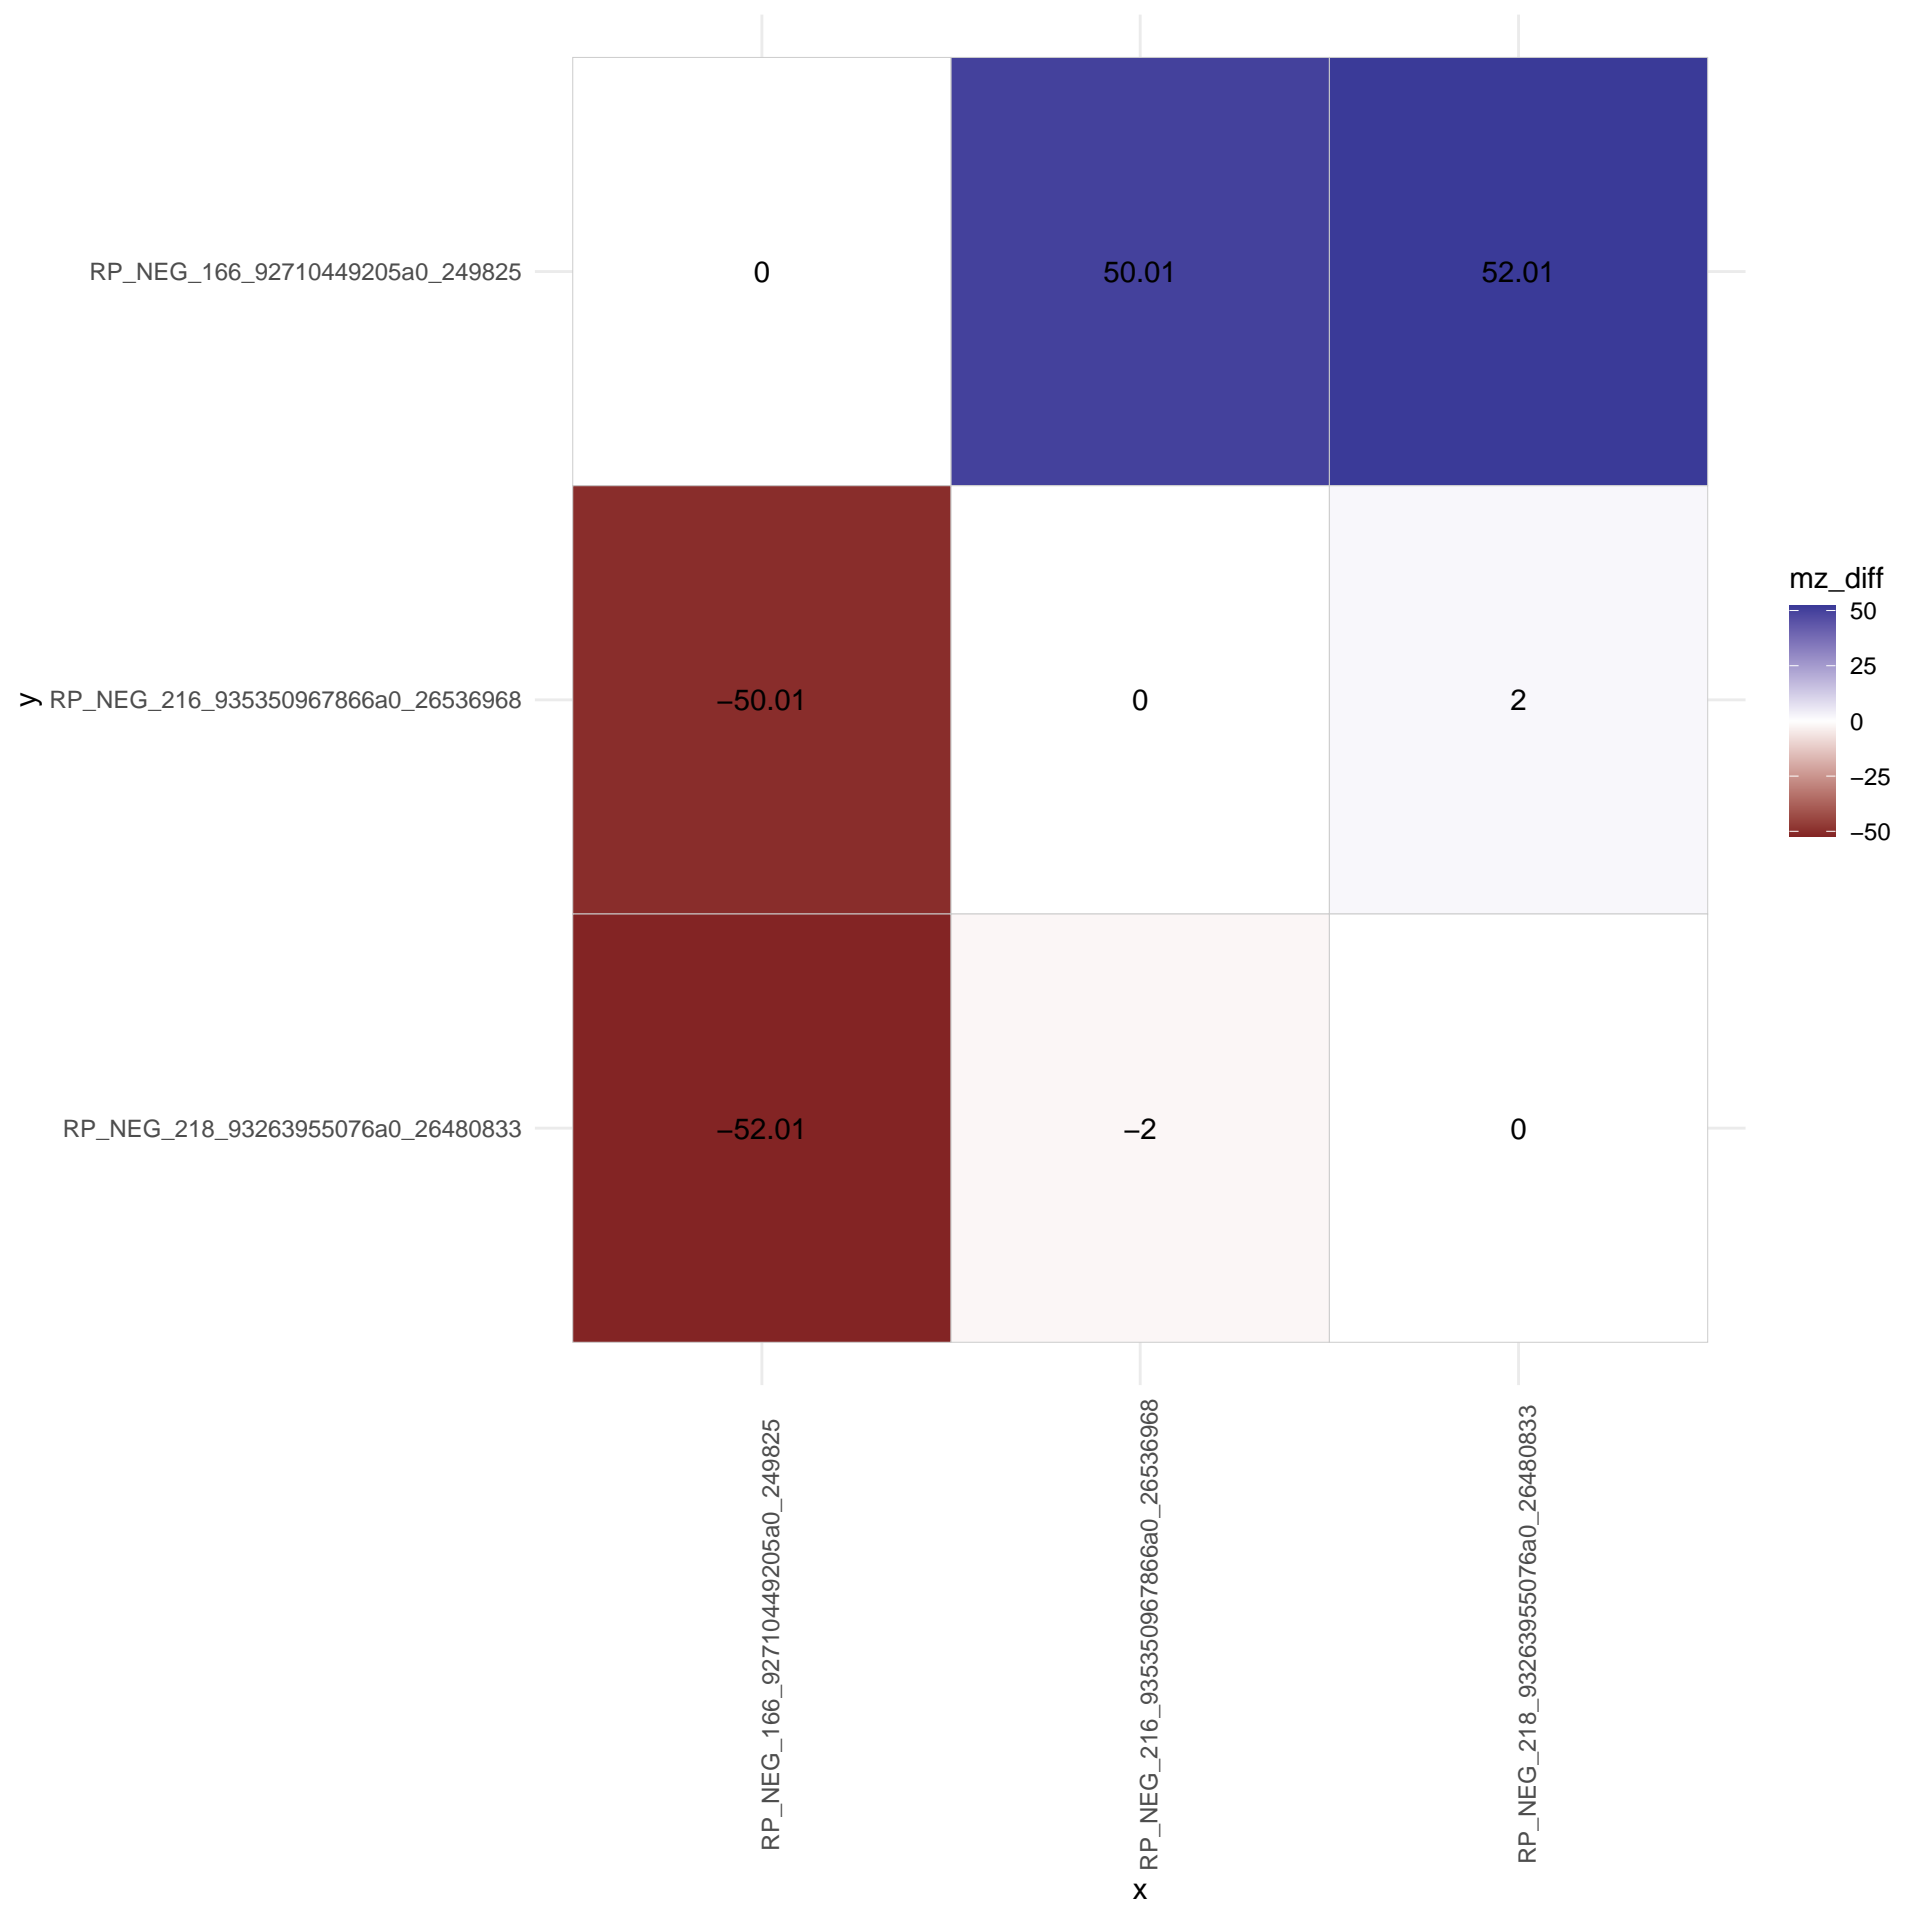 RP_NEG_166_92710449205a0_249825
0
50.01
52.01
mz_diff
50
25
0
−25
−50
y
RP_NEG_216_935350967866a0_26536968
−50.01
0
2
RP_NEG_218_93263955076a0_26480833
−52.01
−2
0
RP_NEG_166_92710449205a0_249825
RP_NEG_216_935350967866a0_26536968
RP_NEG_218_93263955076a0_26480833
x